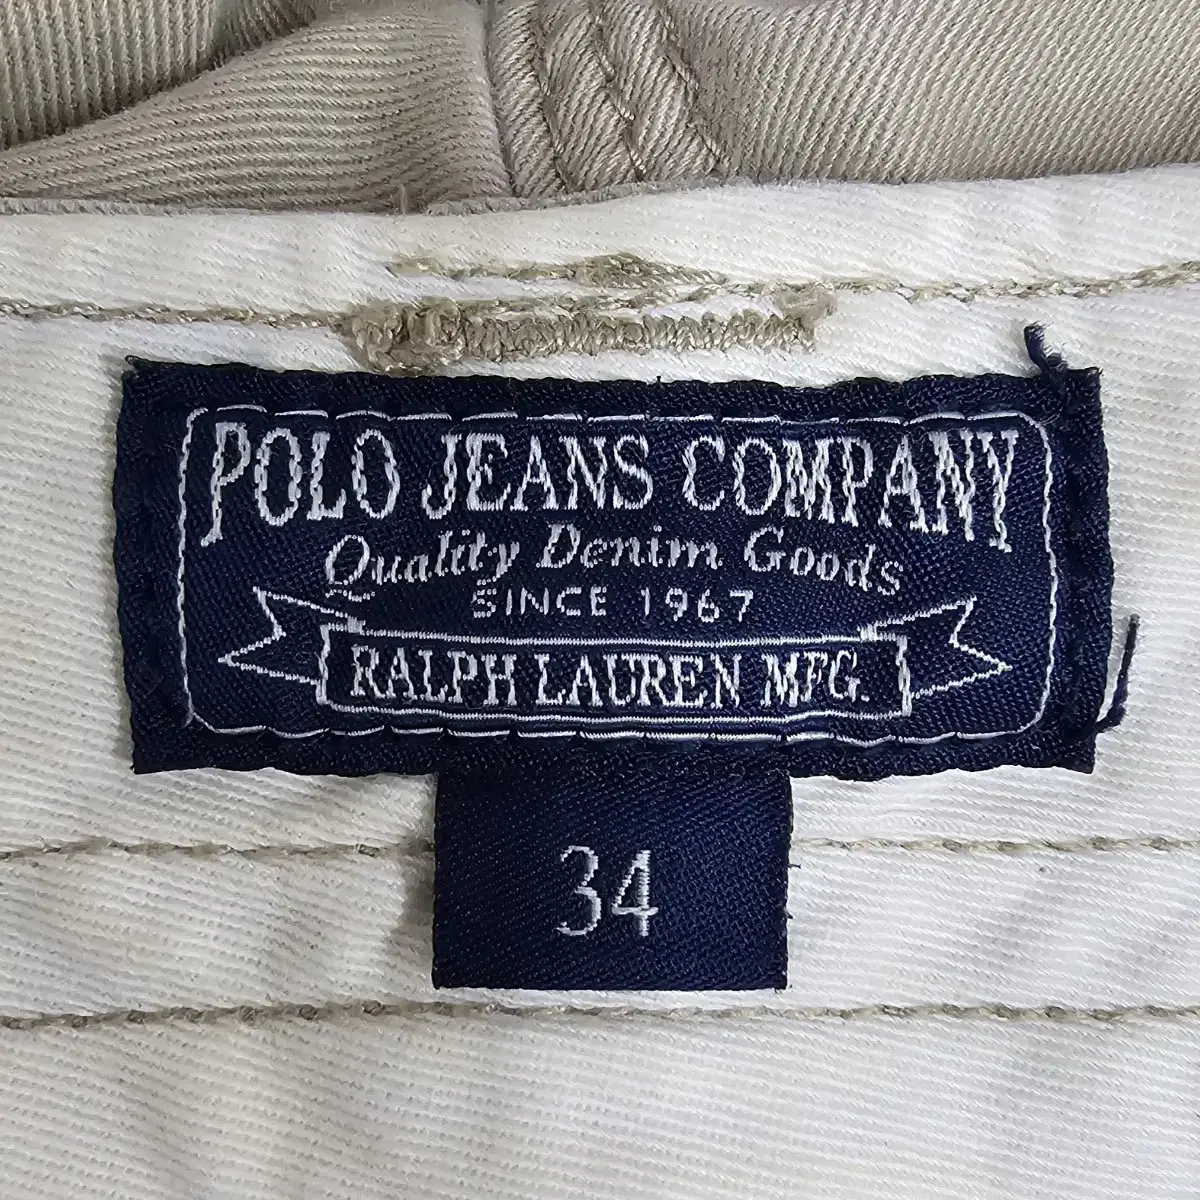 POLO JEANS COMPANY
Quality Denim Goods
SINCE 1967
RALPH LAUREN MFG.
34